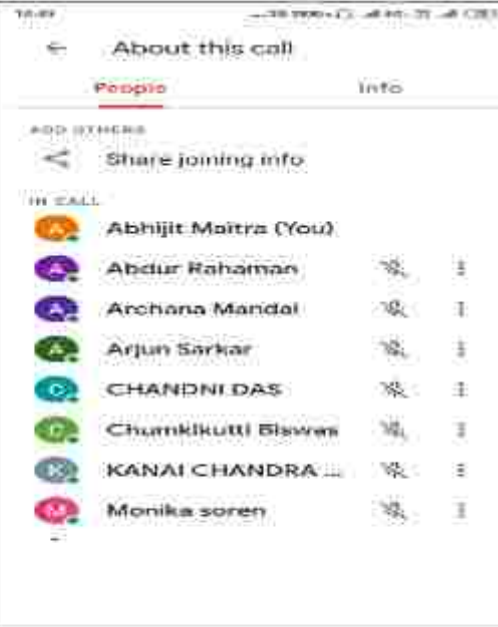 About this call
People Info
ADD OTHERS
Share joining info
IN CALL
A Abhijit Maitra (You)
A Abdur Rahaman
A Archana Mandal
A Arjun Sarkar
C CHANDNI DAS
C Chumkikutti Biswas
K KANAI CHANDRA ...
M Monika soren